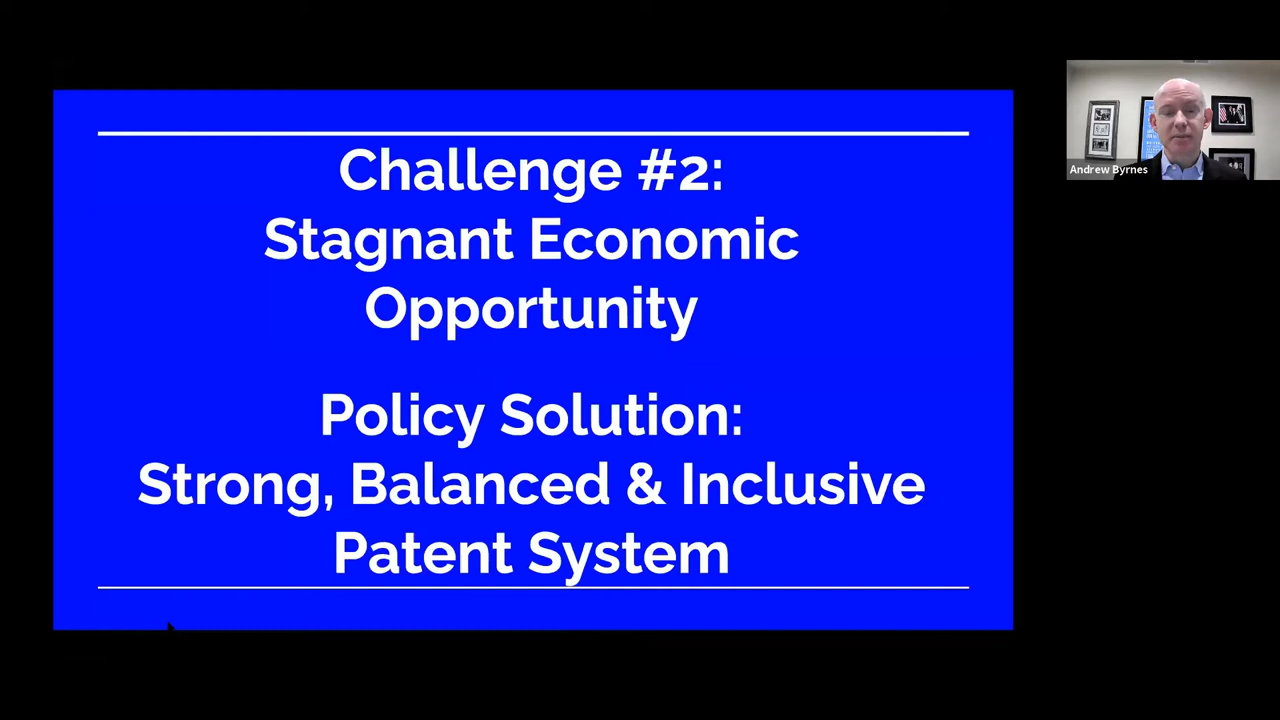 Challenge #2:
Stagnant Economic
Opportunity
Policy Solution:
Strong, Balanced & Inclusive
Patent System
Andrew Byrnes